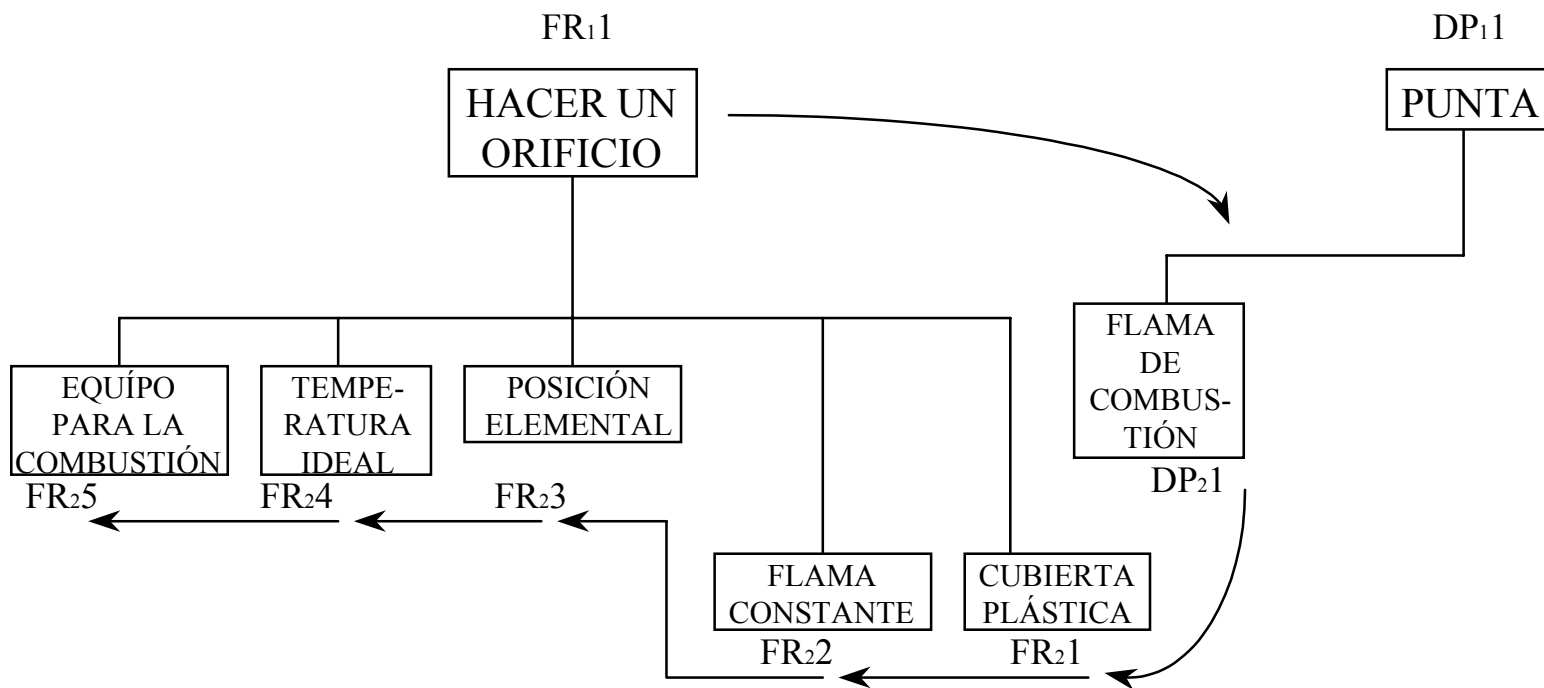 FR₁1
DP₁1
HACER UN
ORIFICIO
PUNTA
FLAMA
DE
COMBUS-
TIÓN
DP₂1
EQUÍPO
PARA LA
COMBUSTIÓN
FR₂5
TEMPE-
RATURA
IDEAL
FR₂4
POSICIÓN
ELEMENTAL
FR₂3
FLAMA
CONSTANTE
FR₂2
CUBIERTA
PLÁSTICA
FR₂1